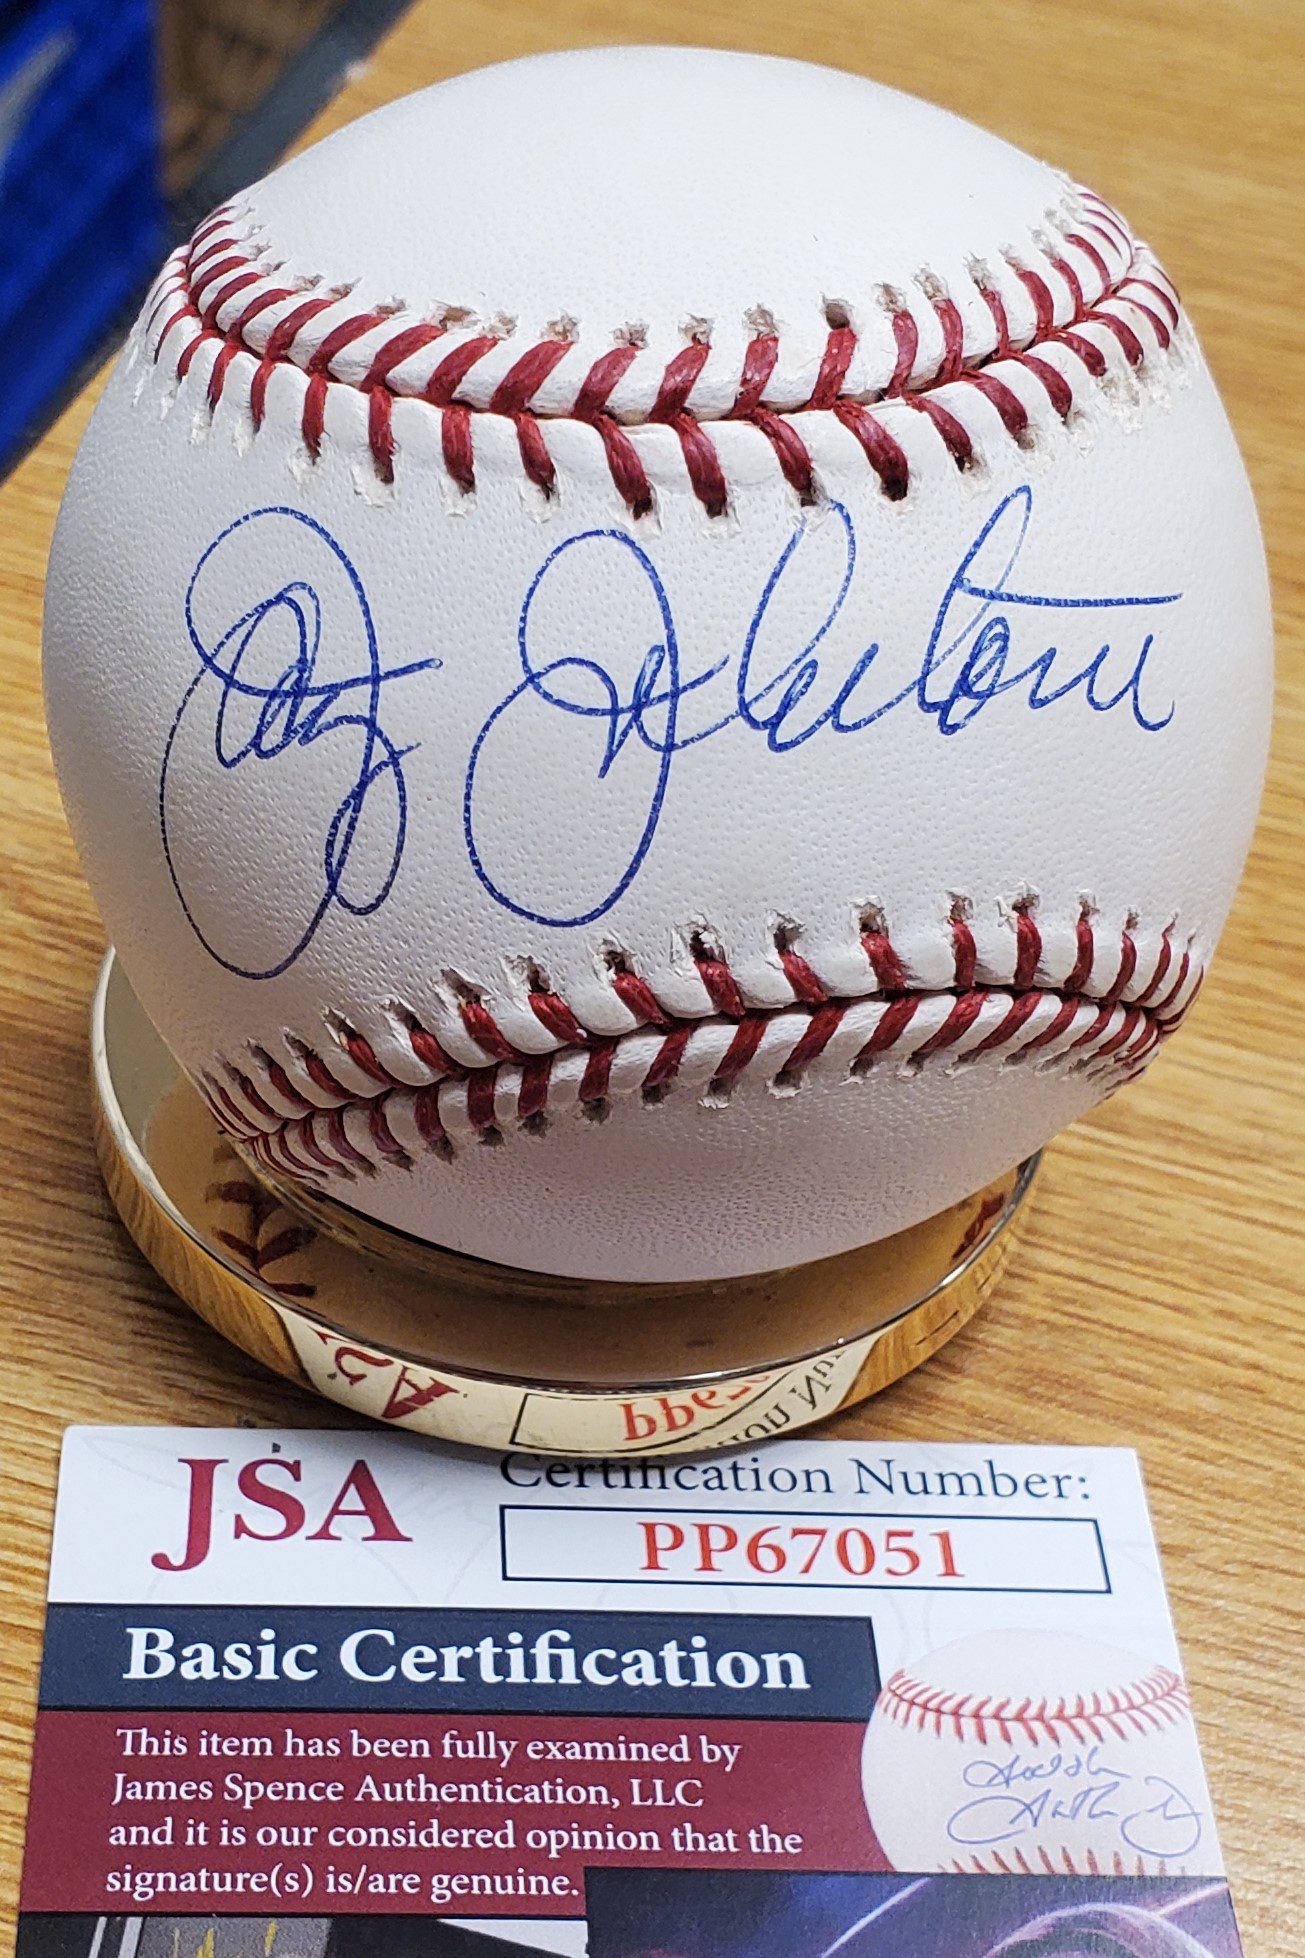 JSA
Certification Number:
PP67051
Basic Certification
This item has been fully examined by
James Spence Authentication, LLC
and it is our considered opinion that the
signature(s) is/are genuine.